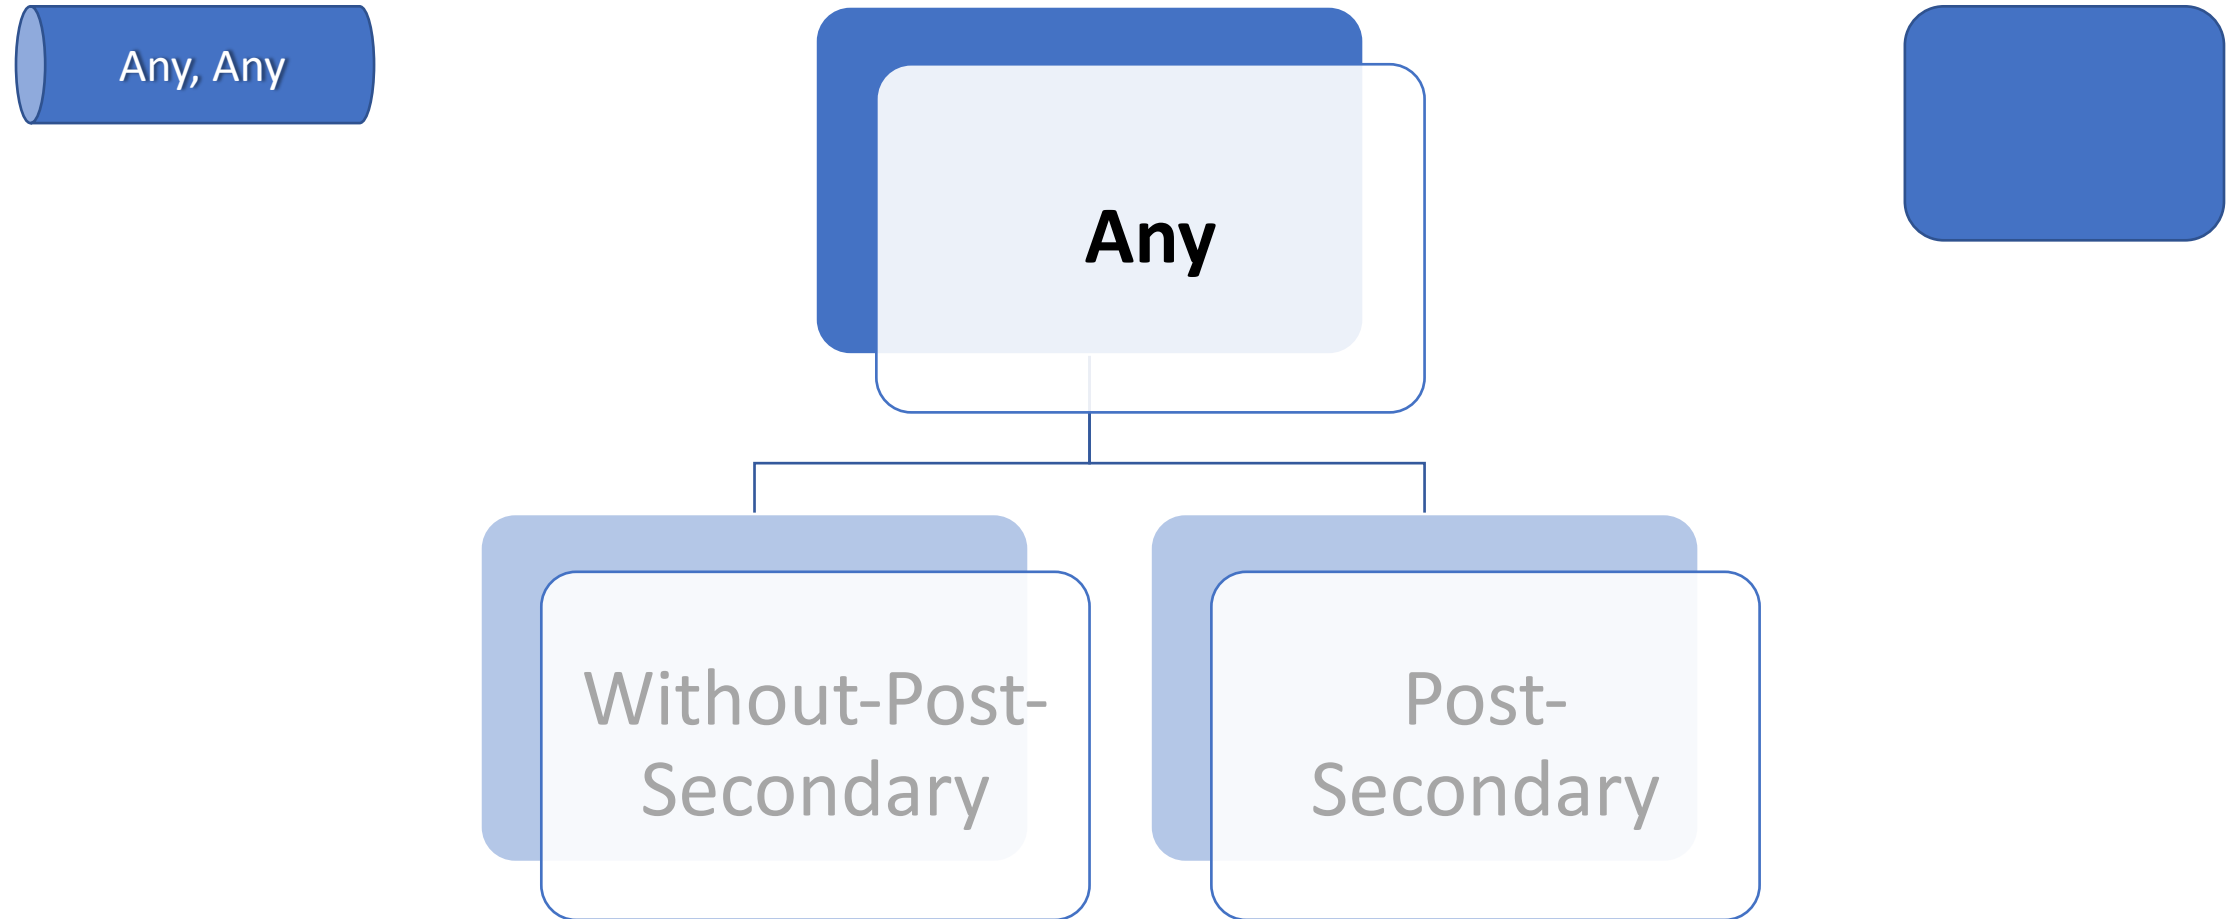 Any, Any
Any
Without-Post-
Secondary
Post-
Secondary